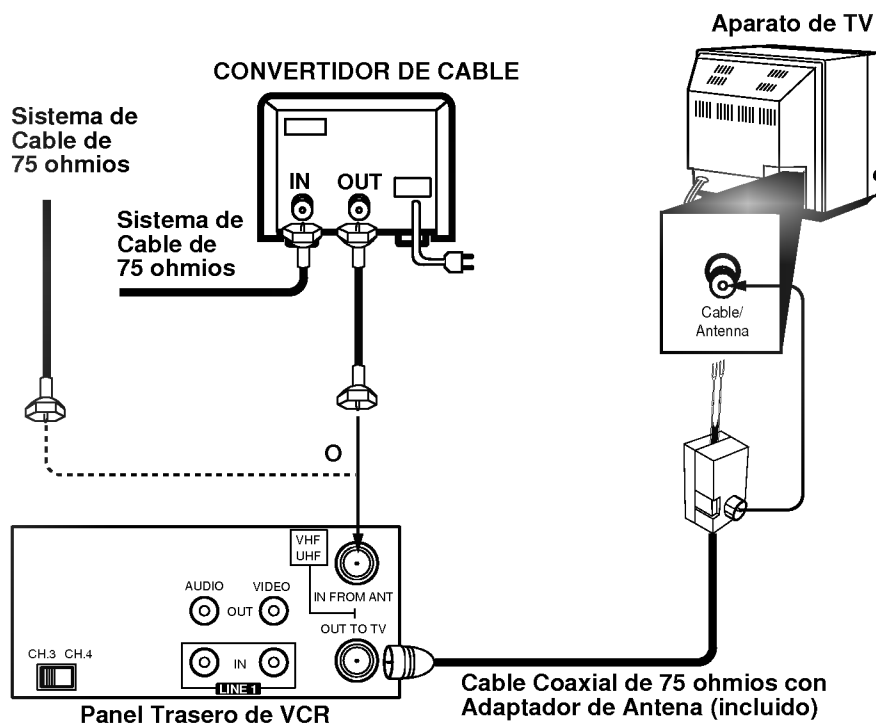 Aparato de TV
CONVERTIDOR DE CABLE
Sistema de
Cable de
75 ohmios
IN OUT
Sistema de
Cable de
75 ohmios
Cable/
Antenna
O
VHF
UHF
IN FROM ANT
AUDIO VIDEO
OUT
OUT TO TV
CH.3 CH.4
IN
LINE 1
Cable Coaxial de 75 ohmios con
Adaptador de Antena (incluido)
Panel Trasero de VCR